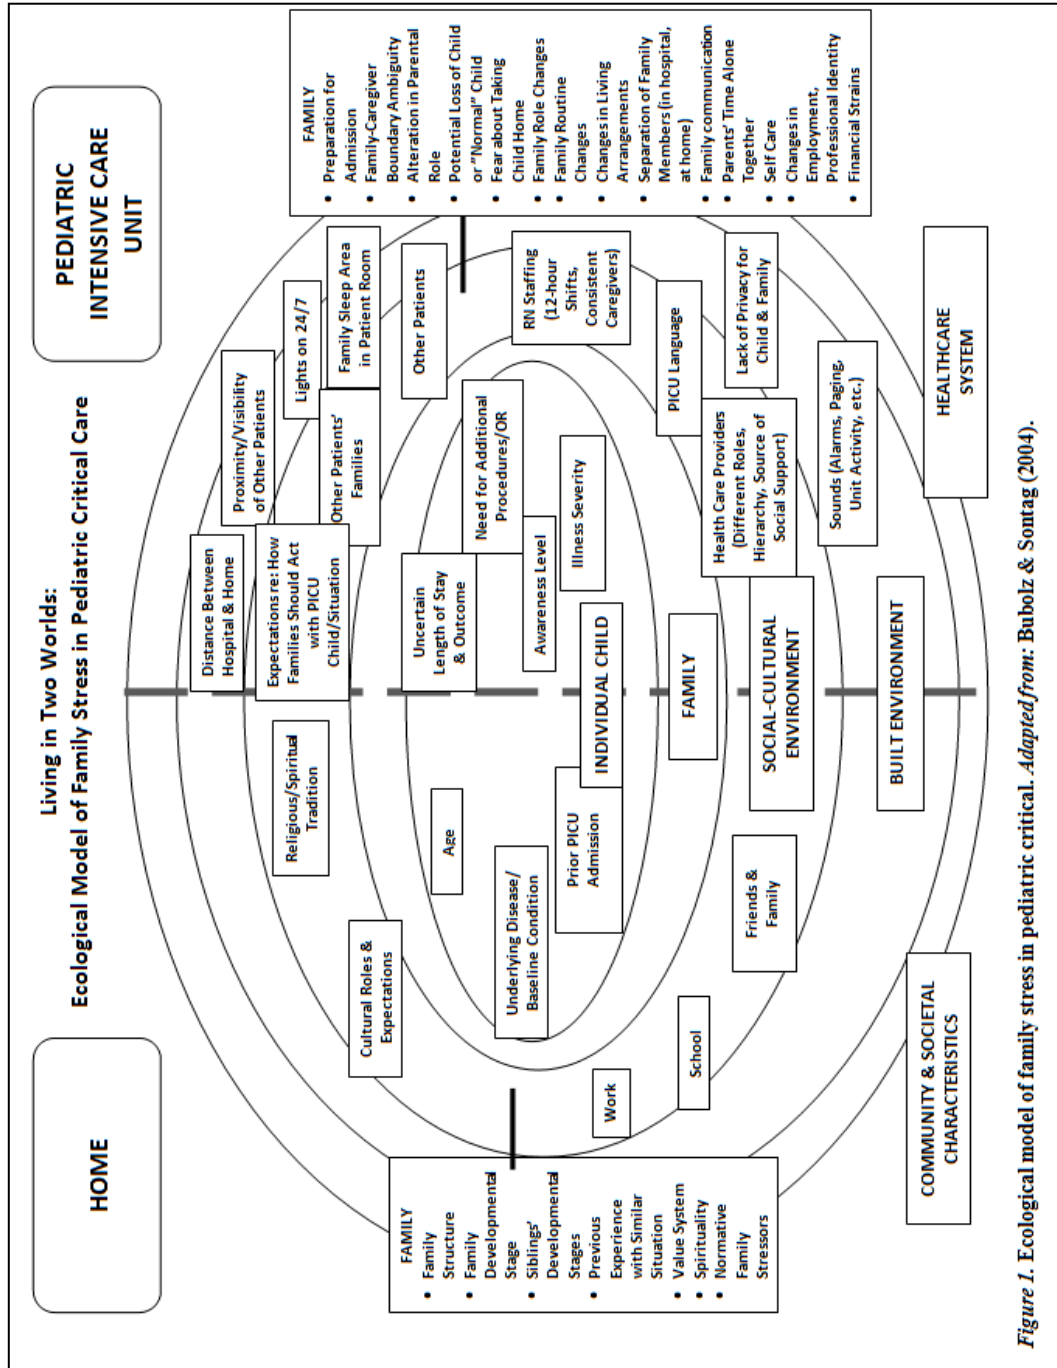 Living in Two Worlds:
Ecological Model of Family Stress in Pediatric Critical Care
HOME
PEDIATRIC
INTENSIVE CARE
UNIT
FAMILY
• Family
Structure
• Family
Developmental
Stage
• Siblings'
Developmental
Stages
• Previous
Experience
with Similar
Situation
• Value System
• Spirituality
• Normative
Family
Stressors
Cultural Roles &
Expectations
Religious/Spiritual
Tradition
Work
School
Friends &
Family
Age
Underlying Disease/
Baseline Condition
Prior PICU
Admission
Distance Between
Hospital & Home
Expectations re: How
Families Should Act
with PICU
Child/Situation
Proximity/Visibility
of Other Patients
Lights on 24/7
Other Patients'
Families
Family Sleep Area
in Patient Room
Other Patients
Uncertain
Length of Stay
& Outcome
Need for Additional
Procedures/OR
Awareness Level
Illness Severity
RN Staffing
(12-hour
Shifts,
Consistent
Caregivers)
PICU Language
Health Care Providers
(Different Roles,
Hierarchy, Source of
Social Support)
Lack of Privacy for
Child & Family
Sounds (Alarms, Paging,
Unit Activity, etc.)
INDIVIDUAL CHILD
FAMILY
SOCIAL-CULTURAL
ENVIRONMENT
BUILT ENVIRONMENT
COMMUNITY & SOCIETAL
CHARACTERISTICS
HEALTHCARE
SYSTEM
FAMILY
• Preparation for
Admission
• Family-Caregiver
Boundary Ambiguity
• Alteration in Parental
Role
• Potential Loss of Child
or "Normal" Child
• Fear about Taking
Child Home
• Family Role Changes
• Family Routine
Changes
• Changes in Living
Arrangements
• Separation of Family
Members (in hospital,
at home)
• Family communication
• Parents' Time Alone
Together
• Self Care
• Changes in
Employment,
Professional Identity
• Financial Strains
Figure 1. Ecological model of family stress in pediatric critical. Adapted from: Bubolz & Sontag (2004).